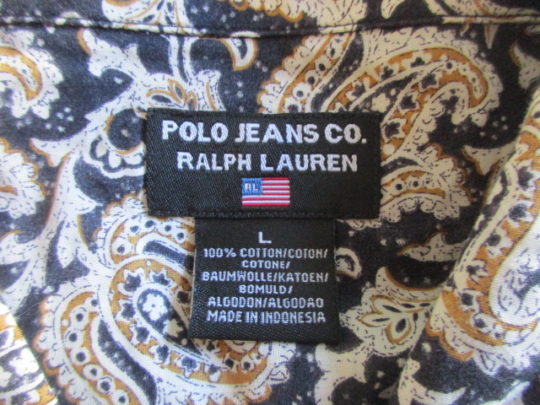 POLO JEANS CO.
RALPH LAUREN
RL
L
100% COTTON/COTON/
COTONE/
BAUMWOLLE/KATOEN/
BOMULD/
ALGODON/ALGODAO
MADE IN INDONESIA